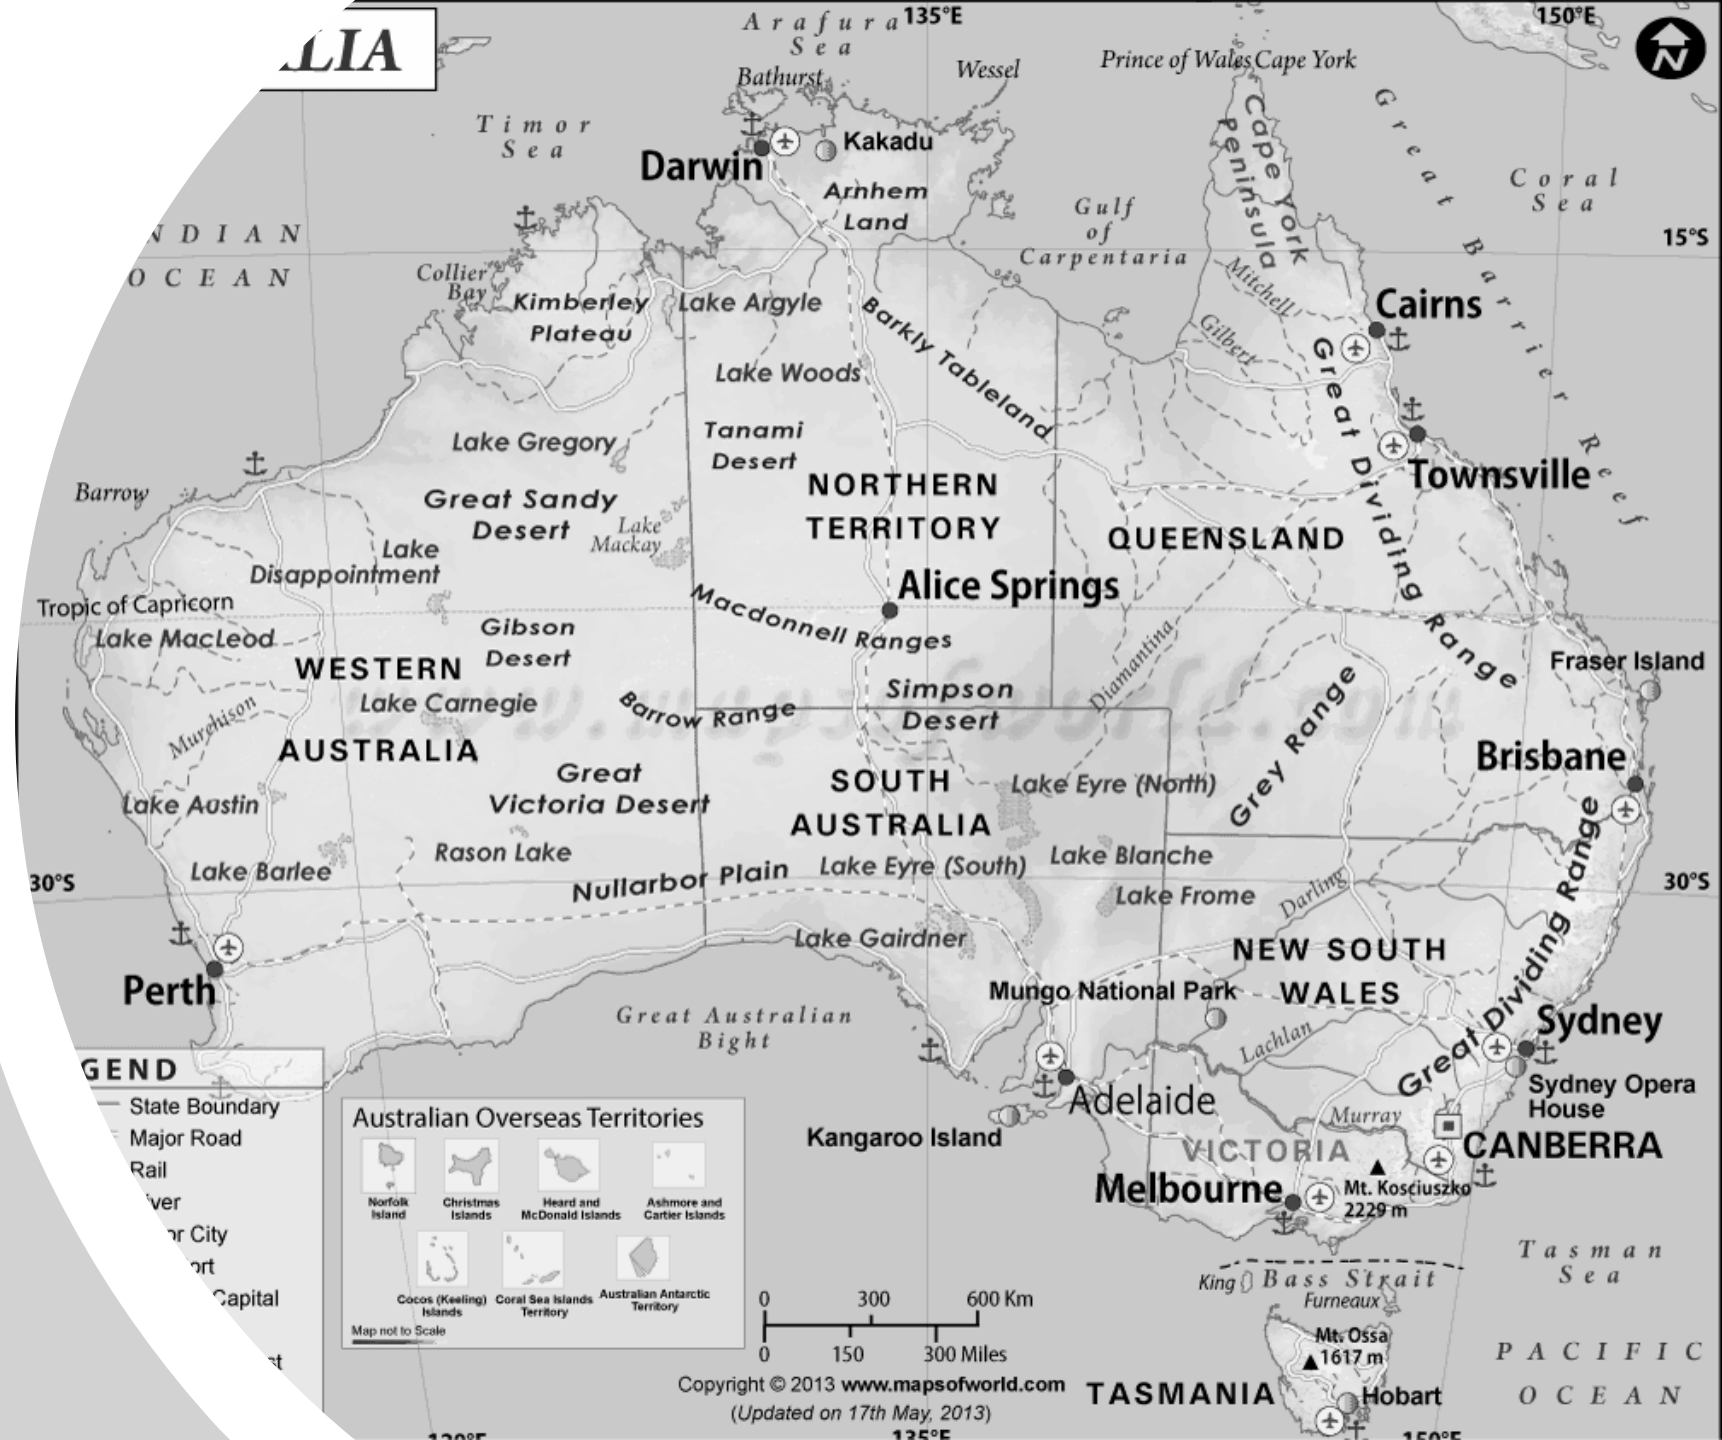 LIA
Arafura
Sea
135°E
150°E
N
Bathurst
Wessel
Prince of Wales
Cape York
Timor
Sea
Darwin
Kakadu
Arnhem
Land
Cape York
Peninsula
Gulf
of
Carpentaria
Great Barrier Reef
Coral
Sea
15°S
NDIAN
OCEAN
Collier
Bay
Kimberley
Plateau
Lake Argyle
Mitchell
Cairns
Barkly Tableland
Gilbert
Lake Woods
Great Dividing Range
Lake Gregory
Tanami
Desert
Townsville
Barrow
Great Sandy
Desert
Lake
Mackay
NORTHERN
TERRITORY
QUEENSLAND
Lake
Disappointment
Alice Springs
Tropic of Capricorn
Lake MacLeod
Gibson
Desert
Macdonnell Ranges
Diamantina
Fraser Island
WESTERN
AUSTRALIA
Lake Carnegie
Murchison
Barrow Range
Simpson
Desert
www.mapsofworld.com
Grey Range
Brisbane
Great
Victoria Desert
SOUTH
AUSTRALIA
Lake Eyre (North)
Lake Austin
Rason Lake
Lake Barlee
Nullarbor Plain
Lake Eyre (South)
Lake Blanche
Lake Frome
Darling
Great Dividing Range
30°S
30°S
Lake Gairdner
NEW SOUTH
WALES
Perth
Mungo National Park
Great Australian
Bight
Lachlan
Sydney
Sydney Opera
House
Adelaide
Murray
Kangaroo Island
VICTORIA
CANBERRA
Melbourne
Mt. Kosciuszko
2229 m
GEND
State Boundary
Major Road
Rail
iver
or City
ort
Capital
st
Australian Overseas Territories
Norfolk
Island
Christmas
Islands
Heard and
McDonald Islands
Ashmore and
Cartier Islands
Cocos (Keeling)
Islands
Coral Sea Islands
Territory
Australian Antarctic
Territory
Map not to Scale
Tasman
Sea
King
Bass Strait
Furneaux
0 300 600 Km
0 150 300 Miles
Mt. Ossa
1617 m
PACIFIC
OCEAN
Copyright © 2013 www.mapsofworld.com
(Updated on 17th May, 2013)
TASMANIA
Hobart
120°E
135°E
150°E